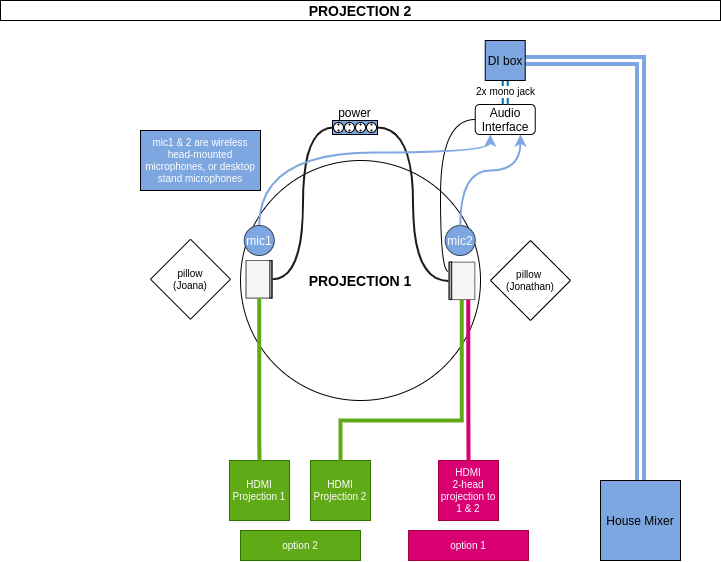 PROJECTION 2
DI box
2x mono jack
power
Audio
Interface
mic1 & 2 are wireless
head-mounted
microphones, or desktop
stand microphones
mic1
mic2
pillow
(Joana)
PROJECTION 1
pillow
(Jonathan)
HDMI
Projection 1
HDMI
Projection 2
HDMI
2-head
projection to
1 & 2
House Mixer
option 2
option 1